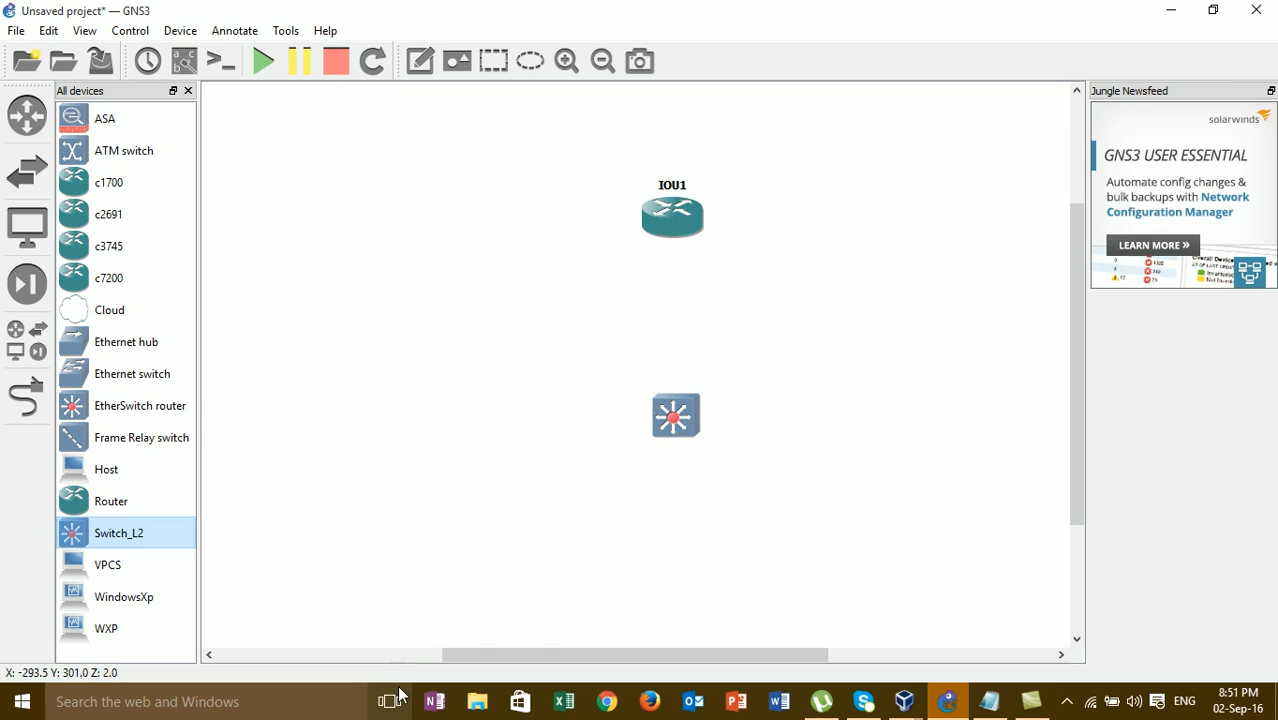 Unsaved project* — GNS3
File Edit View Control Device Annotate Tools Help
All devices
ASA
ATM switch
c1700
c2691
c3745
c7200
Cloud
Ethernet hub
Ethernet switch
EtherSwitch router
Frame Relay switch
Host
Router
Switch_L2
VPCS
WindowsXp
WXP
IOU1
Jungle Newsfeed
solarwinds
GNS3 USER ESSENTIAL
Automate config changes &
bulk backups with Network
Configuration Manager
LEARN MORE »
X: -293.5 Y: 301.0 Z: 2.0
Search the web and Windows
ENG
8:51 PM
02-Sep-16